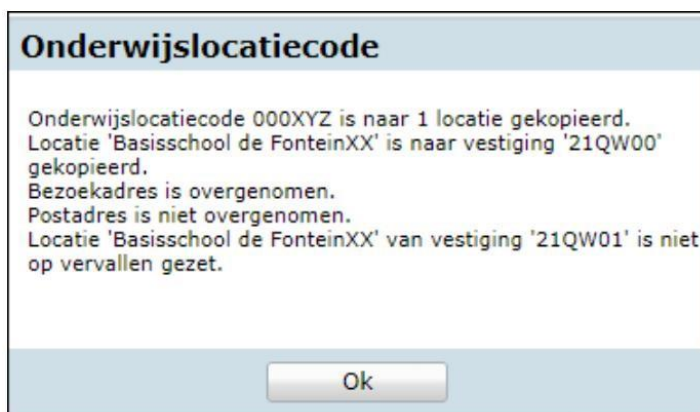 Onderwijslocatiecode
Onderwijslocatiecode 000XYZ is naar 1 locatie gekopieerd.
Locatie 'Basisschool de FonteinXX' is naar vestiging '21QW00'
gekopieerd.
Bezoekadres is overgenomen.
Postadres is niet overgenomen.
Locatie 'Basisschool de FonteinXX' van vestiging '21QW01' is niet
op vervallen gezet.
Ok